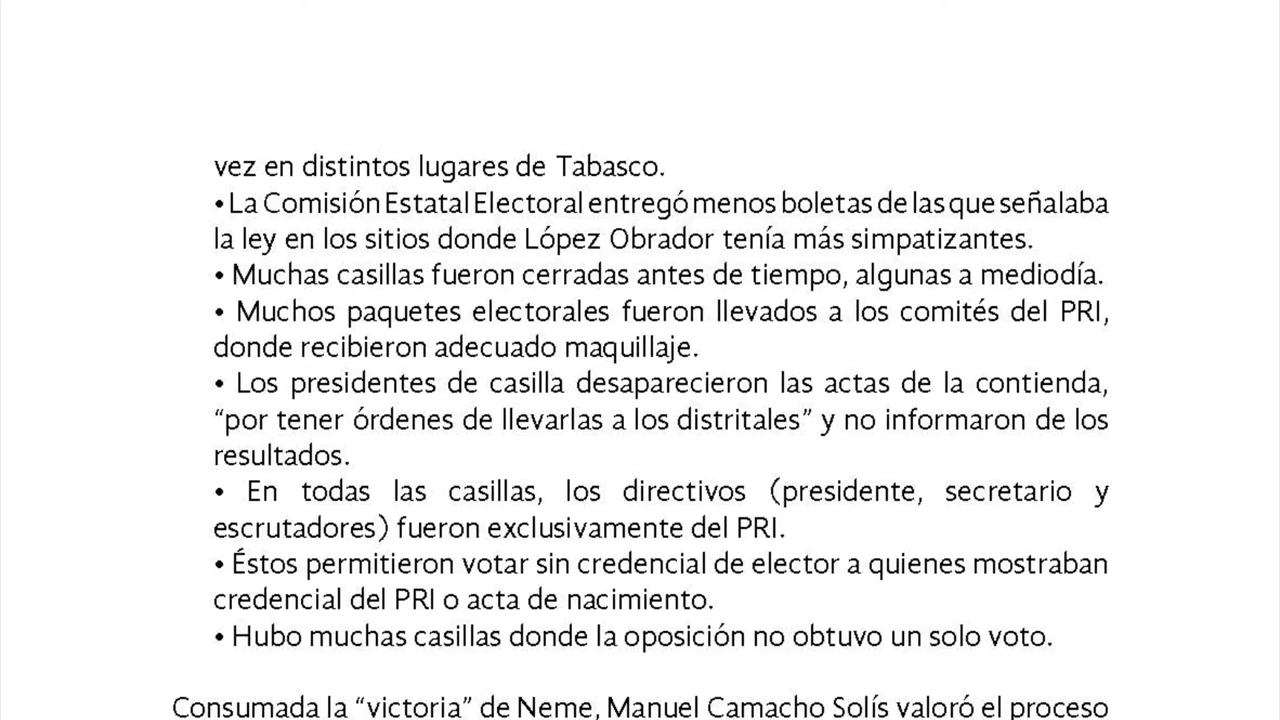 vez en distintos lugares de Tabasco.
• La Comisión Estatal Electoral entregó menos boletas de las que señalaba
la ley en los sitios donde López Obrador tenía más simpatizantes.
• Muchas casillas fueron cerradas antes de tiempo, algunas a mediodía.
• Muchos paquetes electorales fueron llevados a los comités del PRI,
donde recibieron adecuado maquillaje.
• Los presidentes de casilla desaparecieron las actas de la contienda,
“por tener órdenes de llevarlas a los distritales” y no informaron de los
resultados.
• En todas las casillas, los directivos (presidente, secretario y
escrutadores) fueron exclusivamente del PRI.
• Éstos permitieron votar sin credencial de elector a quienes mostraban
credencial del PRI o acta de nacimiento.
• Hubo muchas casillas donde la oposición no obtuvo un solo voto.
Consumada la “victoria” de Neme, Manuel Camacho Solís valoró el proceso